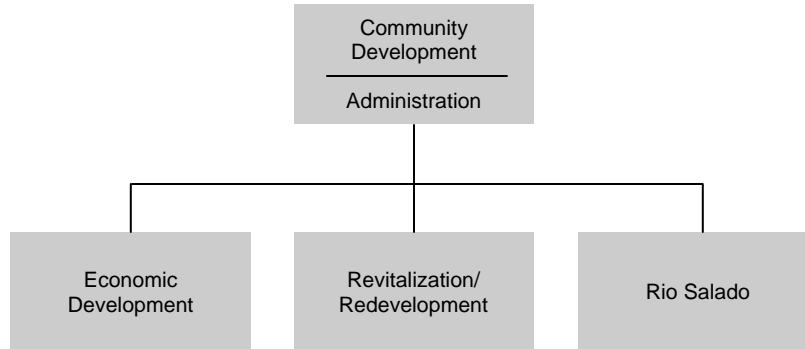 Community
Development
Administration
Economic
Development
Revitalization/
Redevelopment
Rio Salado